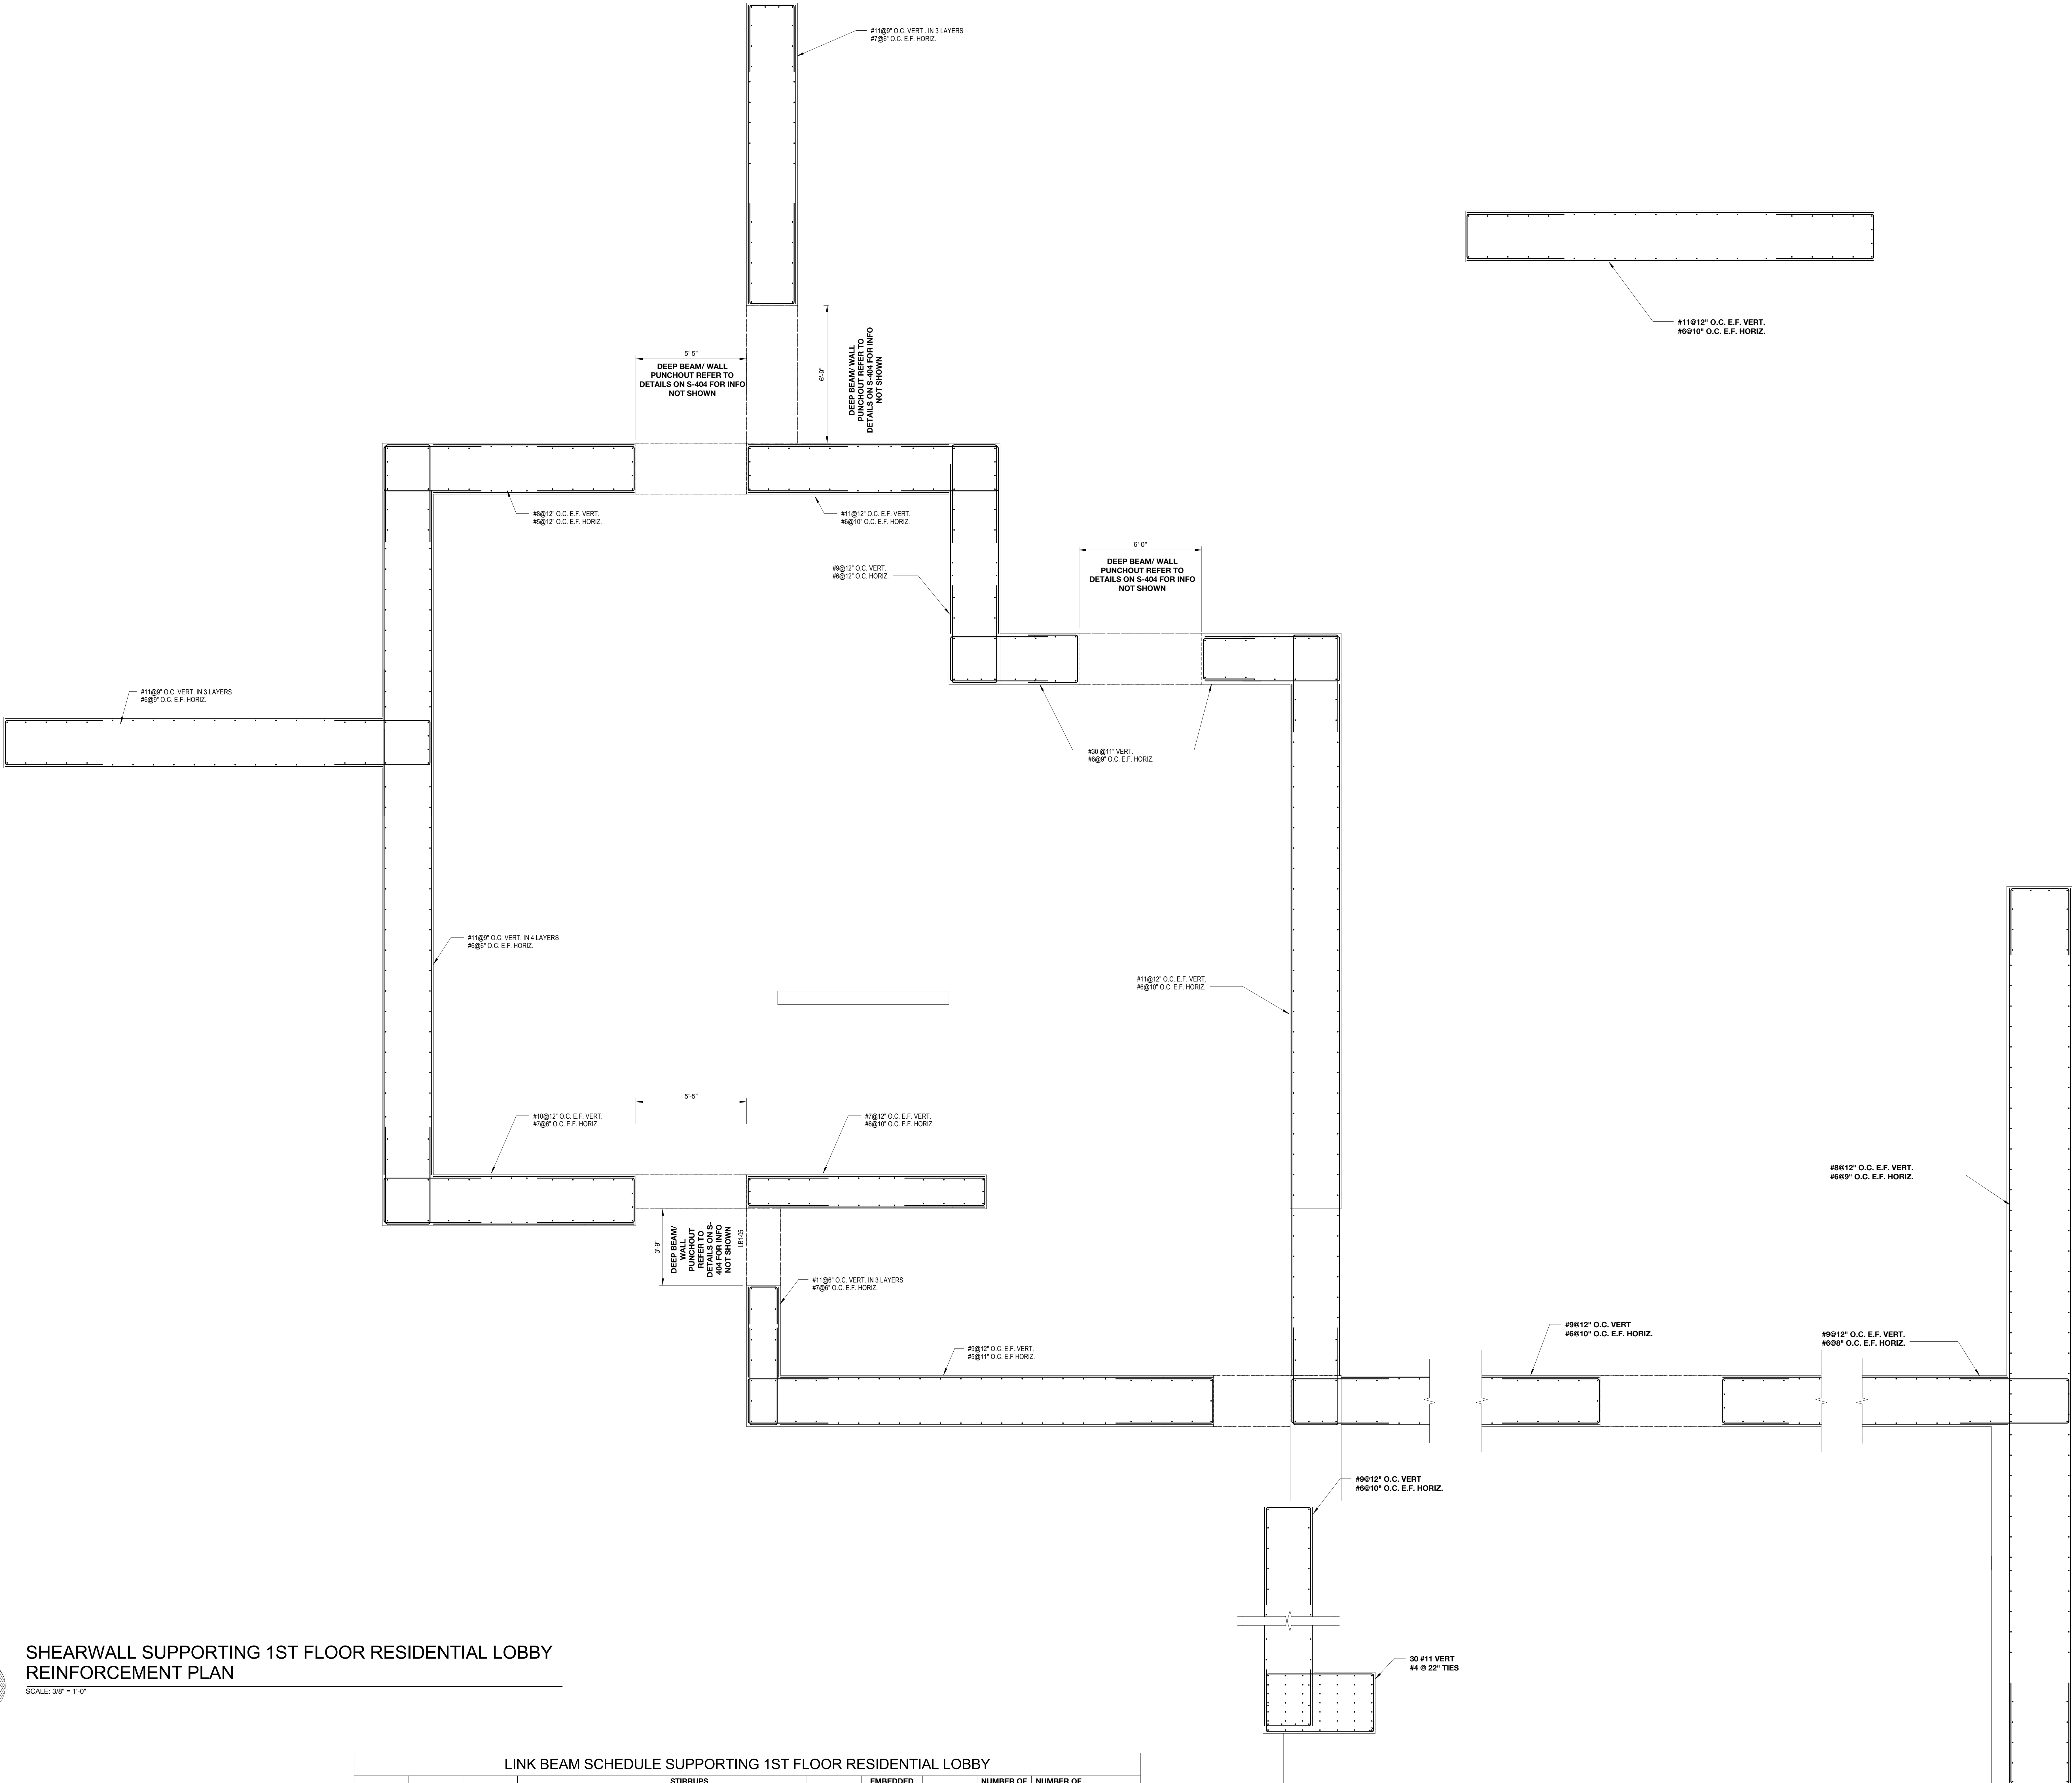 #11@9" O.C. VERT . IN 3 LAYERS
#7@6" O.C. E.F. HORIZ.
#11@12" O.C. E.F. VERT.
#6@10" O.C. E.F. HORIZ.
5'-5"
DEEP BEAM/ WALL
PUNCHOUT REFER TO
DETAILS ON S-404 FOR INFO
NOT SHOWN
6'-9"
DEEP BEAM/ WALL
PUNCHOUT REFER TO
DETAILS ON S-404 FOR INFO
NOT SHOWN
#8@12" O.C. E.F. VERT.
#5@12" O.C. E.F. HORIZ.
#11@12" O.C. E.F. VERT.
#6@10" O.C. E.F. HORIZ.
6'-0"
DEEP BEAM/ WALL
PUNCHOUT REFER TO
DETAILS ON S-404 FOR INFO
NOT SHOWN
#9@12" O.C. VERT.
#6@12" O.C. HORIZ.
#11@9" O.C. VERT. IN 3 LAYERS
#6@9" O.C. E.F. HORIZ.
#30 @11" VERT.
#6@9" O.C. E.F. HORIZ.
#11@9" O.C. VERT. IN 4 LAYERS
#6@6" O.C. E.F. HORIZ.
#11@12" O.C. E.F. VERT.
#6@10" O.C. E.F. HORIZ.
5'-5"
#10@12" O.C. E.F. VERT.
#7@6" O.C. E.F. HORIZ.
#7@12" O.C. E.F. VERT.
#6@10" O.C. E.F. HORIZ.
#8@12" O.C. E.F. VERT.
#6@9" O.C. E.F. HORIZ.
3'-9"
DEEP BEAM/
WALL
PUNCHOUT
REFER TO
DETAILS ON S-
404 FOR INFO
NOT SHOWN
LB1-05
#11@6" O.C. VERT. IN 3 LAYERS
#7@6" O.C. E.F. HORIZ.
#9@12" O.C. E.F. VERT.
#5@11" O.C. E.F HORIZ.
#9@12" O.C. VERT
#6@10" O.C. E.F. HORIZ.
#9@12" O.C. E.F. VERT.
#6@8" O.C. E.F. HORIZ.
#9@12" O.C. VERT
#6@10" O.C. E.F. HORIZ.
30 #11 VERT
#4 @ 22" TIES
SHEARWALL SUPPORTING 1ST FLOOR RESIDENTIAL LOBBY
REINFORCEMENT PLAN
SCALE: 3/8" = 1'-0"
LINK BEAM SCHEDULE SUPPORTING 1ST FLOOR RESIDENTIAL LOBBY
STIRRUPS
EMBEDDED
NUMBER OF
NUMBER OF